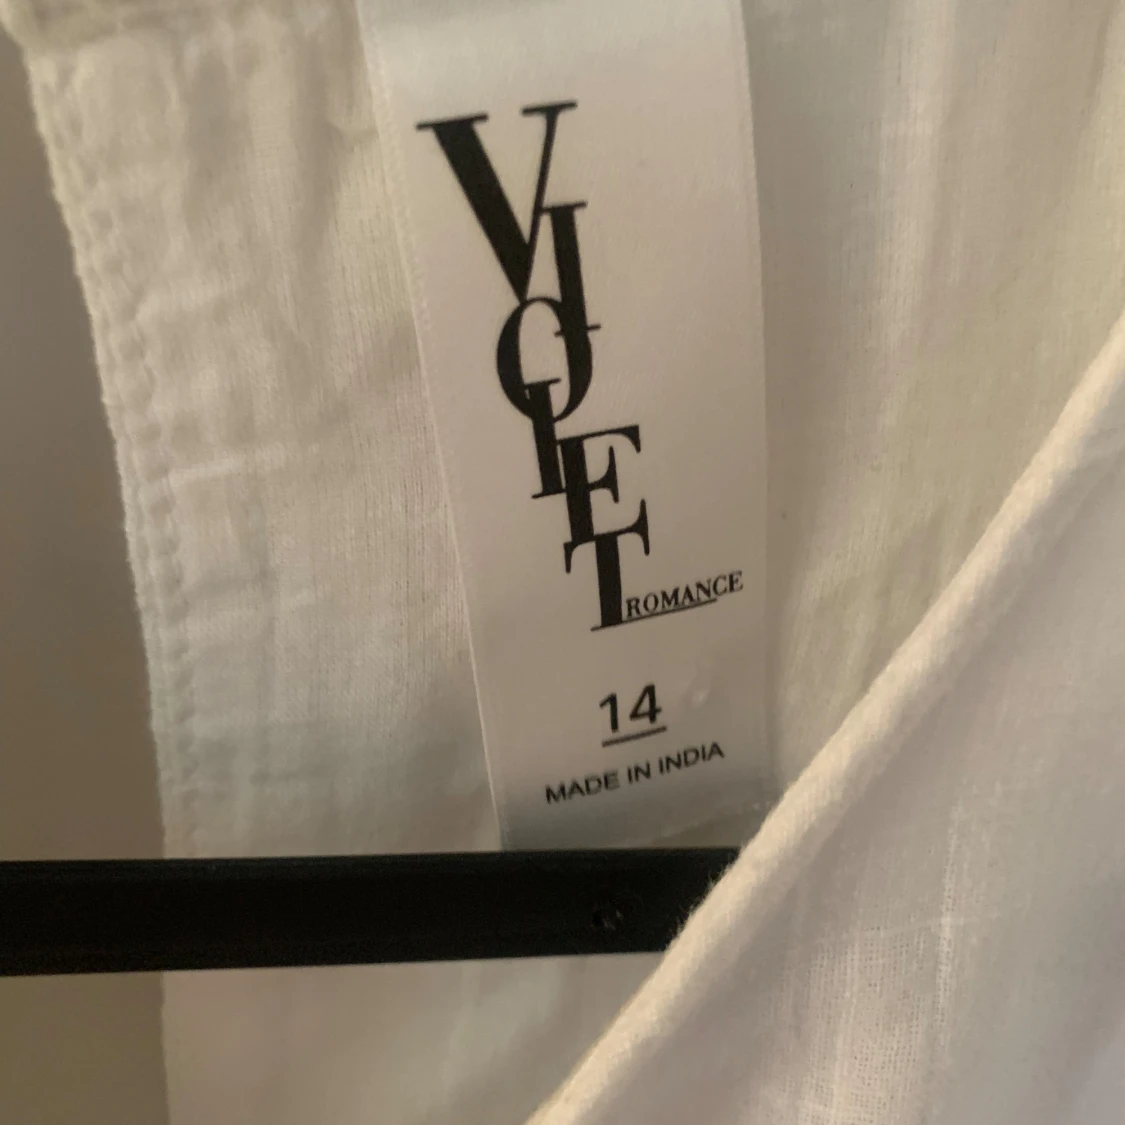 VIOLET
ROMANCE
14
MADE IN INDIA